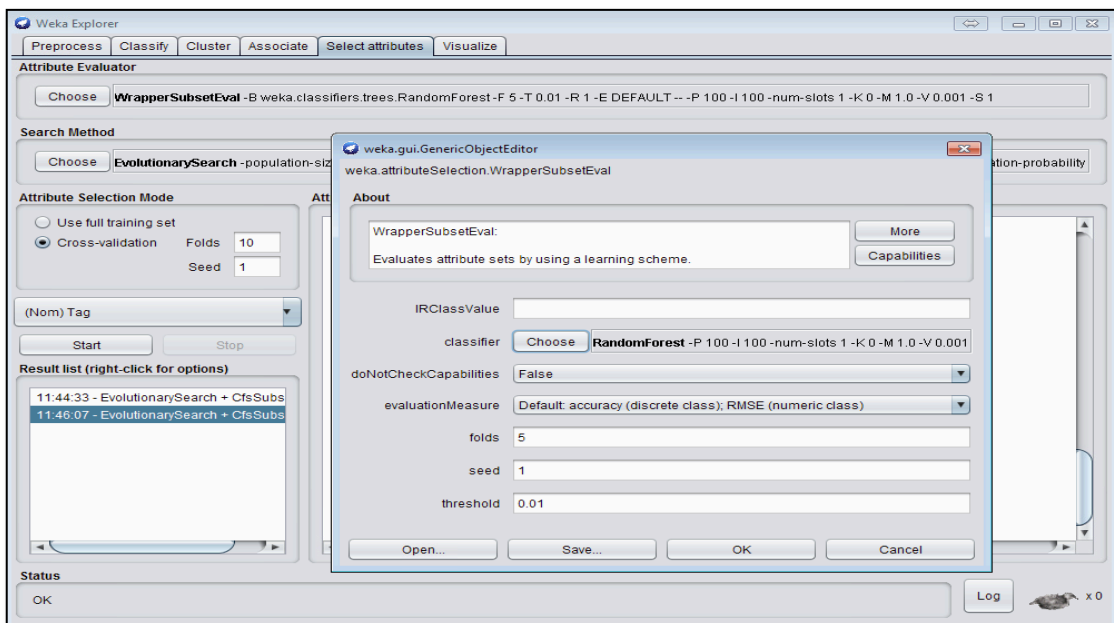 Weka Explorer
Preprocess Classify Cluster Associate Select attributes Visualize
Attribute Evaluator
Choose WrapperSubsetEval -B weka.classifiers.trees.RandomForest -F 5 -T 0.01 -R 1 -E DEFAULT -- -P 100 -I 100 -num-slots 1 -K 0 -M 1.0 -V 0.001 -S 1
Search Method
Choose EvolutionarySearch -population-siz
tion-probability
Attribute Selection Mode
Use full training set
Cross-validation Folds 10
Seed 1
(Nom) Tag
Start Stop
Result list (right-click for options)
11:44:33 - EvolutionarySearch + CfsSubs
11:46:07 - EvolutionarySearch + CfsSubs
Att
weka.gui.GenericObjectEditor
weka.attributeSelection.WrapperSubsetEval
About
WrapperSubsetEval:
Evaluates attribute sets by using a learning scheme.
More
Capabilities
IRClassValue
classifier Choose RandomForest -P 100 -I 100 -num-slots 1 -K 0 -M 1.0 -V 0.001
doNotCheckCapabilities False
evaluationMeasure Default: accuracy (discrete class); RMSE (numeric class)
folds 5
seed 1
threshold 0.01
Open... Save... OK Cancel
Status
OK
Log x 0